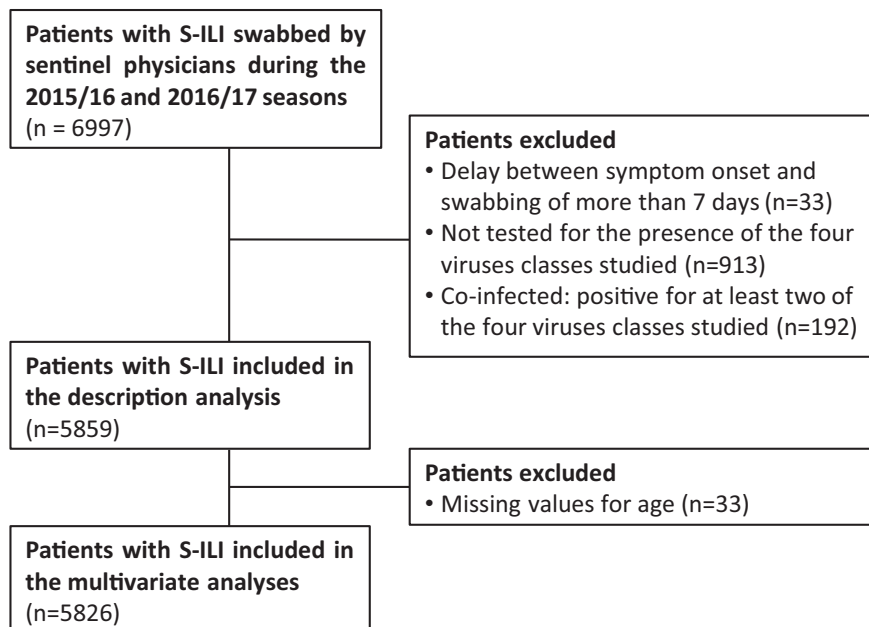 Patients with S-ILI swabbed by
sentinel physicians during the
2015/16 and 2016/17 seasons
(n = 6997)
Patients excluded
• Delay between symptom onset and
swabbing of more than 7 days (n=33)
• Not tested for the presence of the four
viruses classes studied (n=913)
• Co-infected: positive for at least two of
the four viruses classes studied (n=192)
Patients with S-ILI included in
the description analysis
(n=5859)
Patients excluded
• Missing values for age (n=33)
Patients with S-ILI included in
the multivariate analyses
(n=5826)